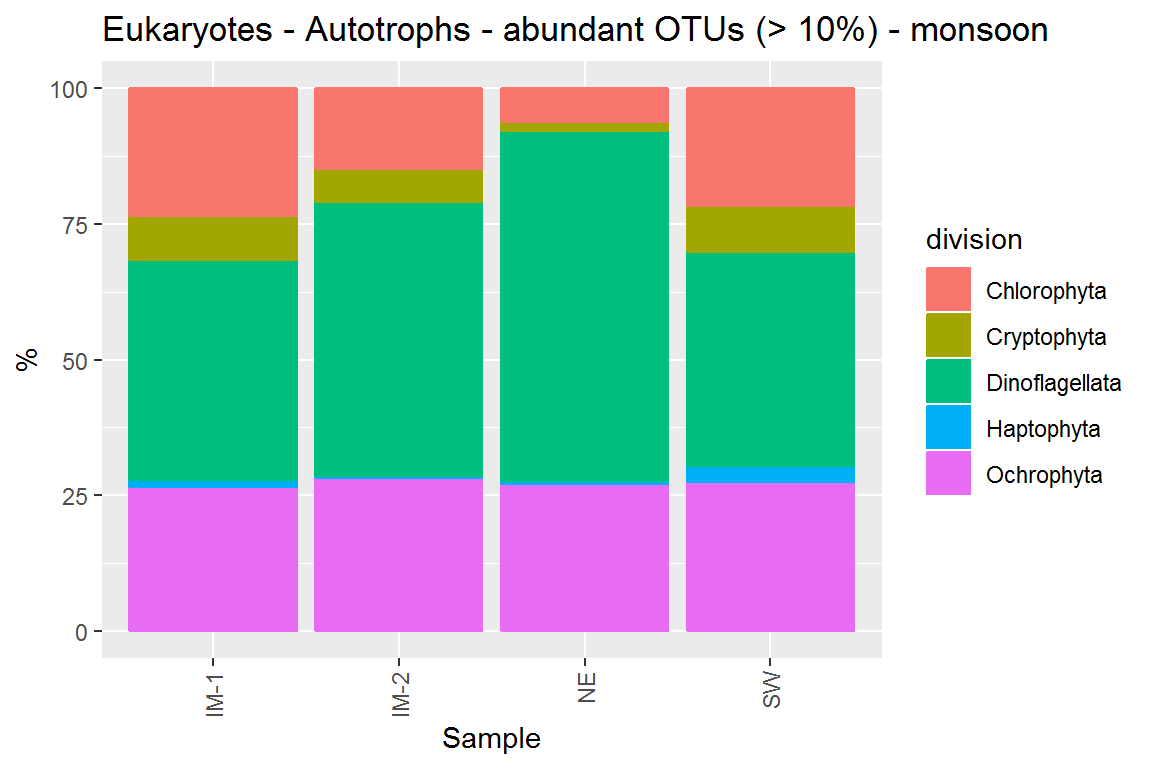 Eukaryotes - Autotrophs - abundant OTUs (> 10%) - monsoon
100
75
50
25
0
%
IM-1
IM-2
NE
SW
Sample
division
Chlorophyta
Cryptophyta
Dinoflagellata
Haptophyta
Ochrophyta